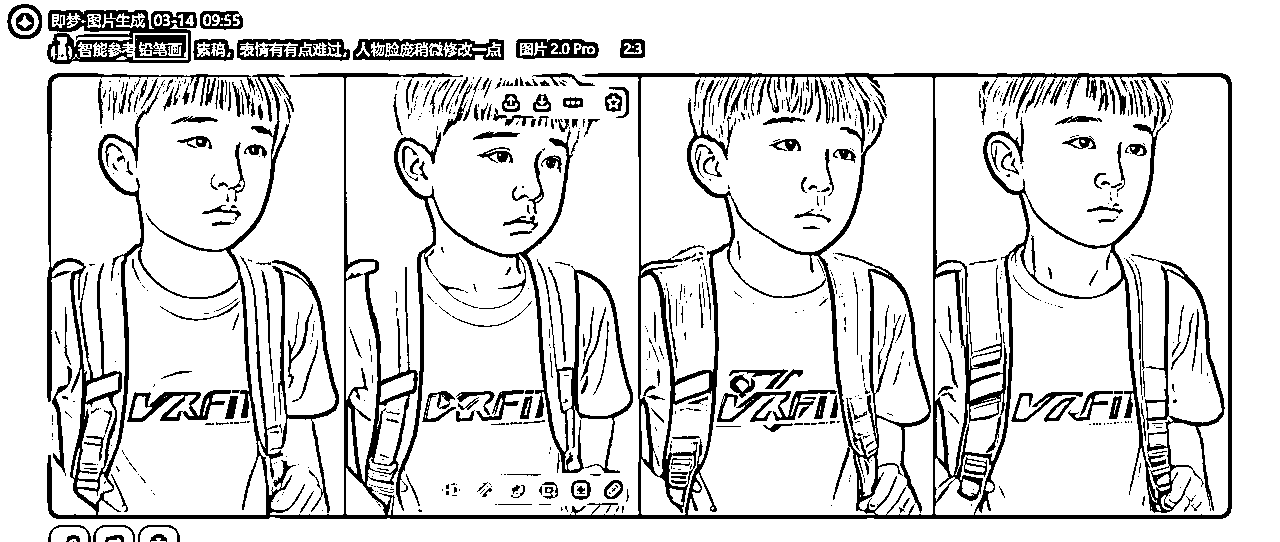 即梦-图片生成 03-14 09:55
智能参考 铅笔画 素稿，表情有有点难过，人物脸庞稍微修改一点 图片 2.0 Pro 2:3
VRFIT